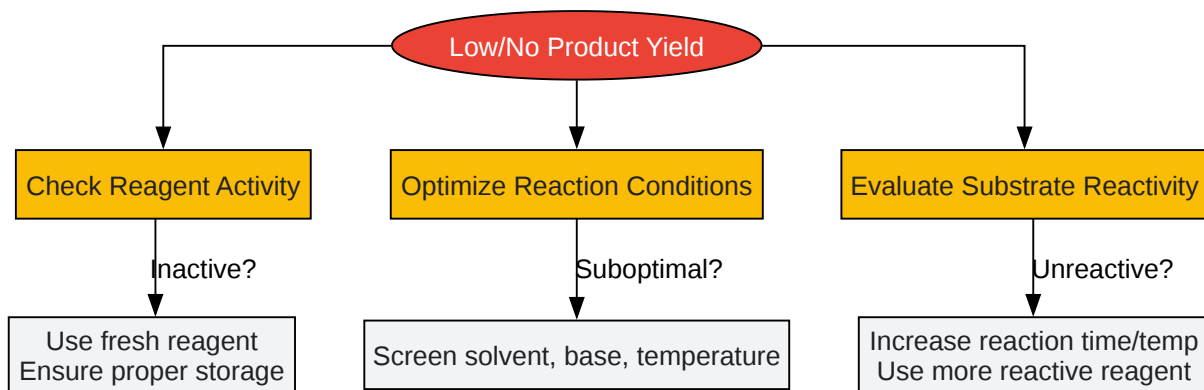 Low/No Product Yield
Check Reagent Activity
Optimize Reaction Conditions
Evaluate Substrate Reactivity
Inactive?
Suboptimal?
Unreactive?
Use fresh reagent
Ensure proper storage
Screen solvent, base, temperature
Increase reaction time/temp
Use more reactive reagent